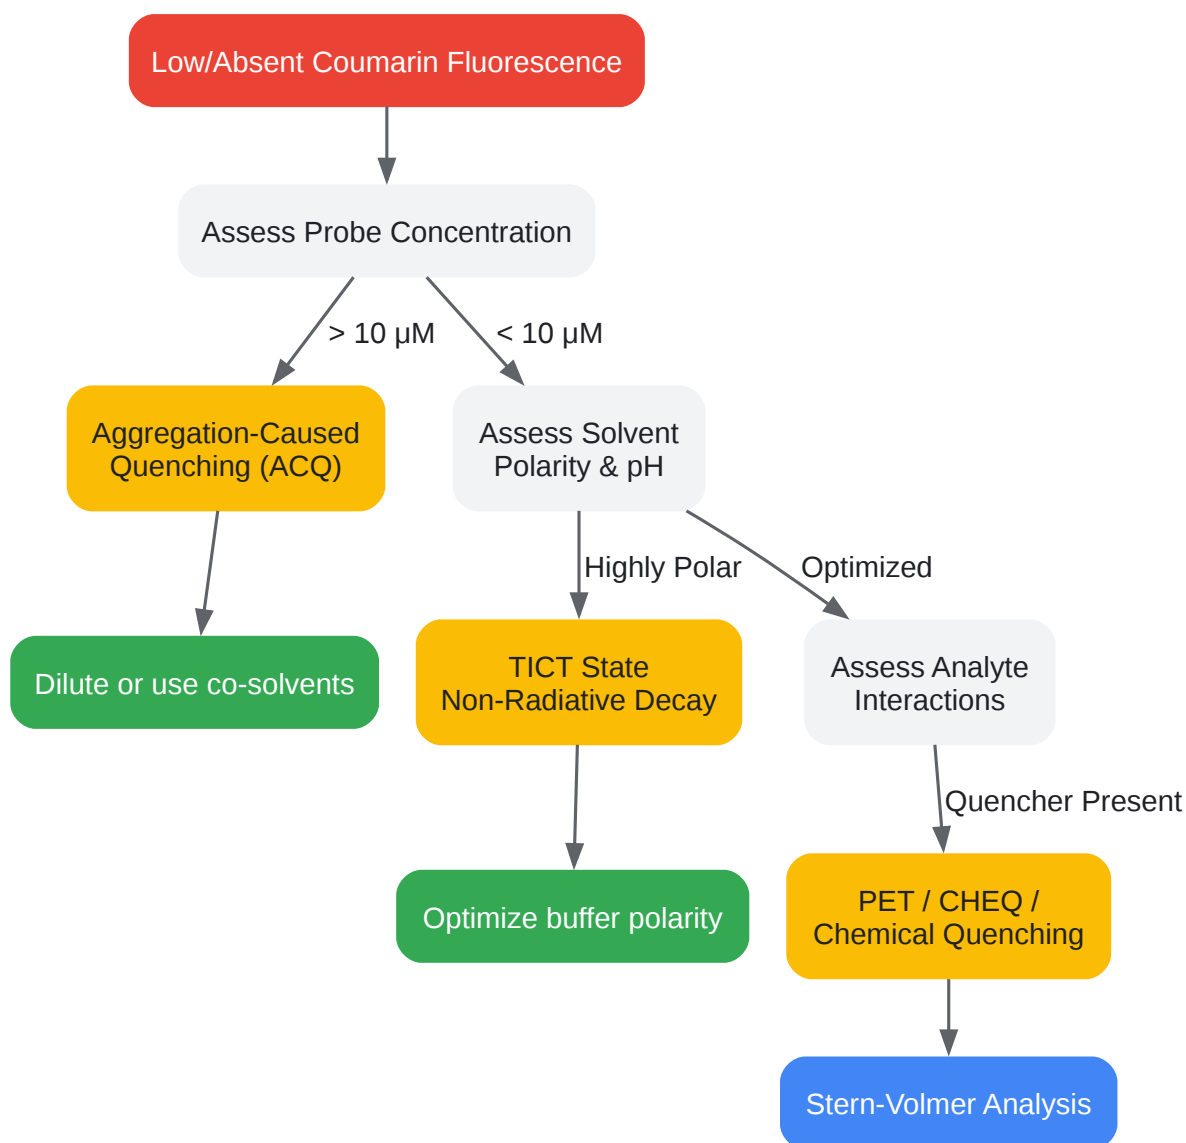 Low/Absent Coumarin Fluorescence
Assess Probe Concentration
> 10 μM
< 10 μM
Aggregation-Caused
Quenching (ACQ)
Assess Solvent
Polarity & pH
Highly Polar
Optimized
Dilute or use co-solvents
TICT State
Non-Radiative Decay
Assess Analyte
Interactions
Quencher Present
Optimize buffer polarity
PET / CHEQ /
Chemical Quenching
Stern-Volmer Analysis